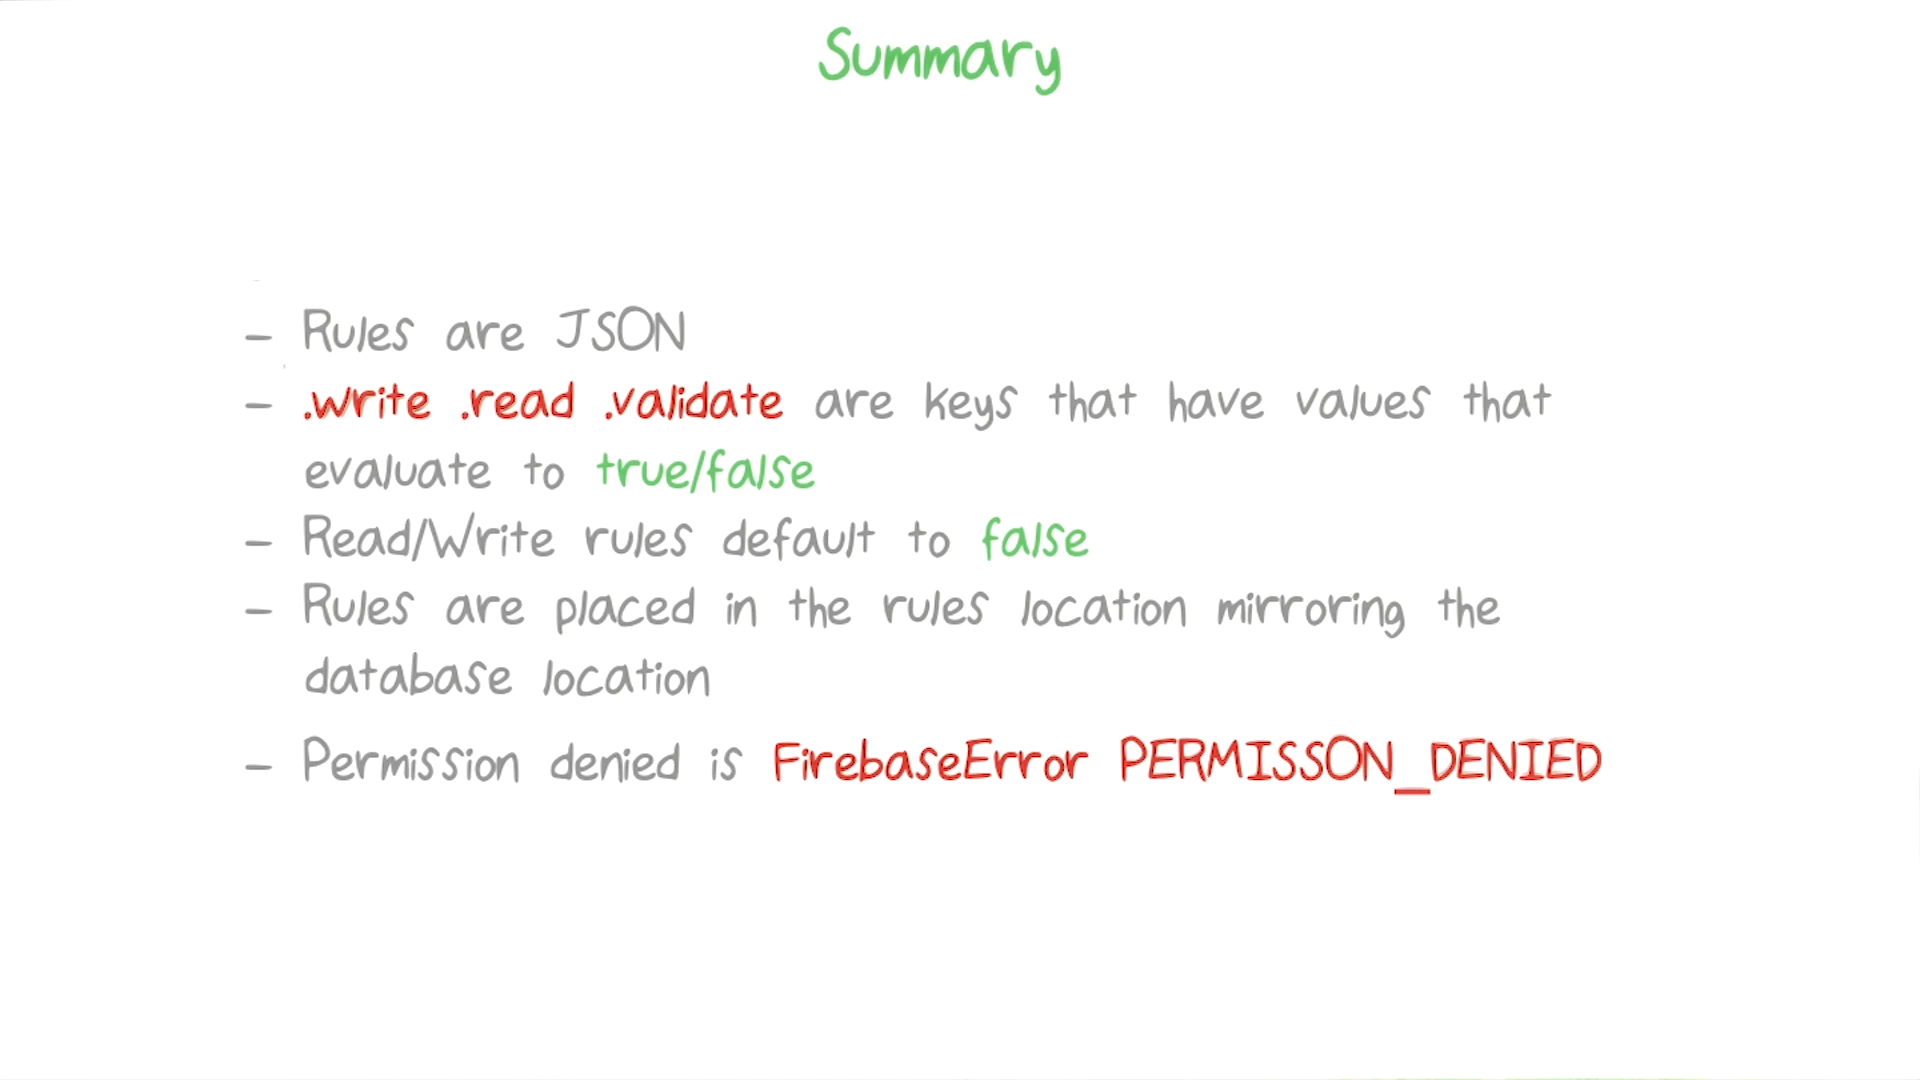 Summary
- Rules are JSON
- .write .read .validate are keys that have values that
evaluate to true/false
- Read/Write rules default to false
- Rules are placed in the rules location mirroring the
database location
- Permission denied is FirebaseError PERMISSON_DENIED